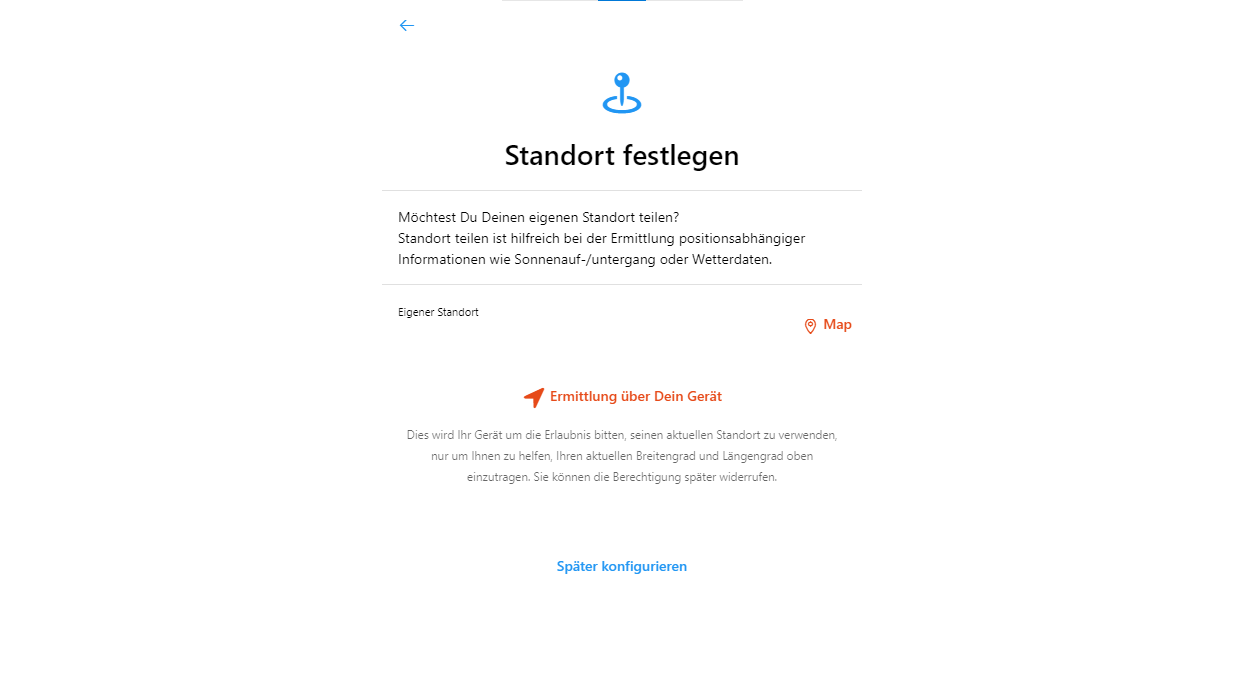 Standort festlegen
Möchtest Du Deinen eigenen Standort teilen?
Standort teilen ist hilfreich bei der Ermittlung positionsabhängiger
Informationen wie Sonnenauf-/untergang oder Wetterdaten.
Eigener Standort
Map
Ermittlung über Dein Gerät
Dies wird Ihr Gerät um die Erlaubnis bitten, seinen aktuellen Standort zu verwenden,
nur um Ihnen zu helfen, Ihren aktuellen Breitengrad und Längengrad oben
einzutragen. Sie können die Berechtigung später widerrufen.
Später konfigurieren